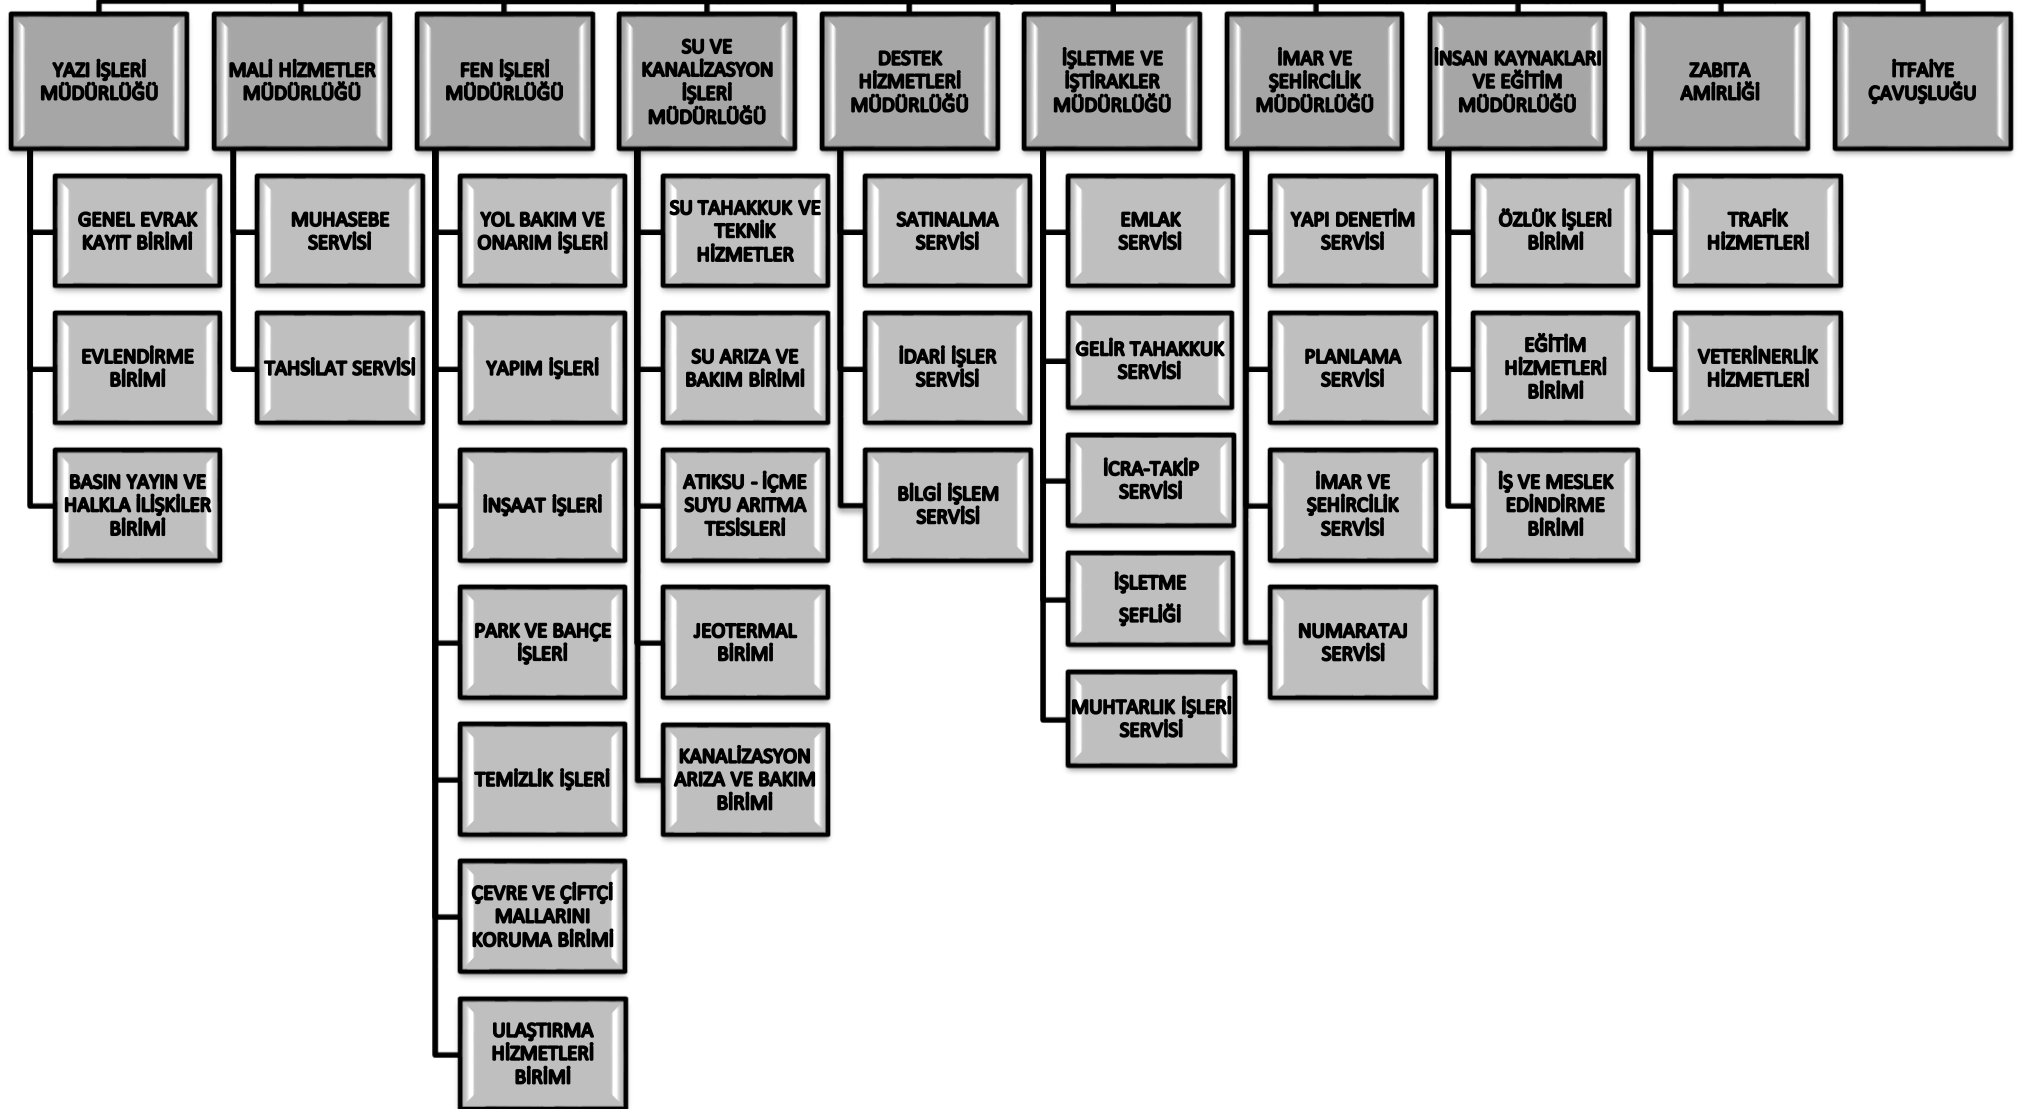 YAZI İŞLERİ
MÜDÜRLÜĞÜ
GENEL EVRAK
KAYIT BİRİMİ
EVLENDİRME
BİRİMİ
BASIN YAYIN VE
HALKLA İLİŞKİLER
BİRİMİ
MALİ HİZMETLER
MÜDÜRLÜĞÜ
MUHASEBE
SERVİSİ
TAHSİLAT SERVİSİ
FEN İŞLERİ
MÜDÜRLÜĞÜ
YOL BAKIM VE
ONARIM İŞLERİ
YAPIM İŞLERİ
İNŞAAT İŞLERİ
PARK VE BAHÇE
İŞLERİ
TEMİZLİK İŞLERİ
ÇEVRE VE ÇİFTÇİ
MALLARINI
KORUMA BİRİMİ
ULAŞTIRMA
HİZMETLERİ
BİRİMİ
SU VE
KANALİZASYON
İŞLERİ
MÜDÜRLÜĞÜ
SU TAHAKKUK VE
TEKNİK
HİZMETLER
SU ARIZA VE
BAKIM BİRİMİ
ATIKSU - İÇME
SUYU ARITMA
TESİSLERİ
JEOTERMAL
BİRİMİ
KANALİZASYON
ARIZA VE BAKIM
BİRİMİ
DESTEK
HİZMETLERİ
MÜDÜRLÜĞÜ
SATINALMA
SERVİSİ
İDARİ İŞLER
SERVİSİ
BİLGİ İŞLEM
SERVİSİ
İŞLETME VE
İŞTİRAKLER
MÜDÜRLÜĞÜ
EMLAK
SERVİSİ
GELİR TAHAKKUK
SERVİSİ
İCRA-TAKİP
SERVİSİ
İŞLETME
ŞEFLİĞİ
MUHTARLIK İŞLERİ
SERVİSİ
İMAR VE
ŞEHİRCİLİK
MÜDÜRLÜĞÜ
YAPI DENETİM
SERVİSİ
PLANLAMA
SERVİSİ
İMAR VE
ŞEHİRCİLİK
SERVİSİ
NUMARATAJ
SERVİSİ
İNSAN KAYNAKLARI
VE EĞİTİM
MÜDÜRLÜĞÜ
ÖZLÜK İŞLERİ
BİRİMİ
EĞİTİM
HİZMETLERİ
BİRİMİ
İŞ VE MESLEK
EDİNDİRME
BİRİMİ
ZABITA
AMİRLİĞİ
TRAFİK
HİZMETLERİ
VETERİNERLİK
HİZMETLERİ
İTFAİYE
ÇAVUŞLUĞU